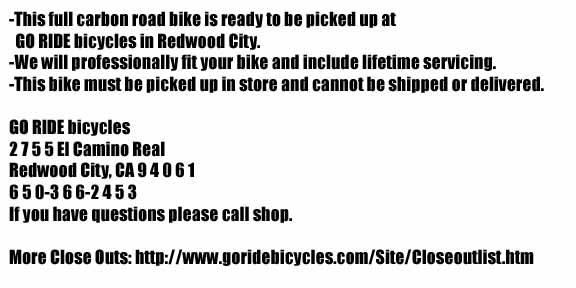 -This full carbon road bike is ready to be picked up at
GO RIDE bicycles in Redwood City.
-We will professionally fit your bike and include lifetime servicing.
-This bike must be picked up in store and cannot be shipped or delivered.

GO RIDE bicycles
2 7 5 5 El Camino Real
Redwood City, CA 9 4 0 6 1
6 5 0-3 6 6-2 4 5 3
If you have questions please call shop.

More Close Outs: http://www.goridebicycles.com/Site/Closeoutlist.htm